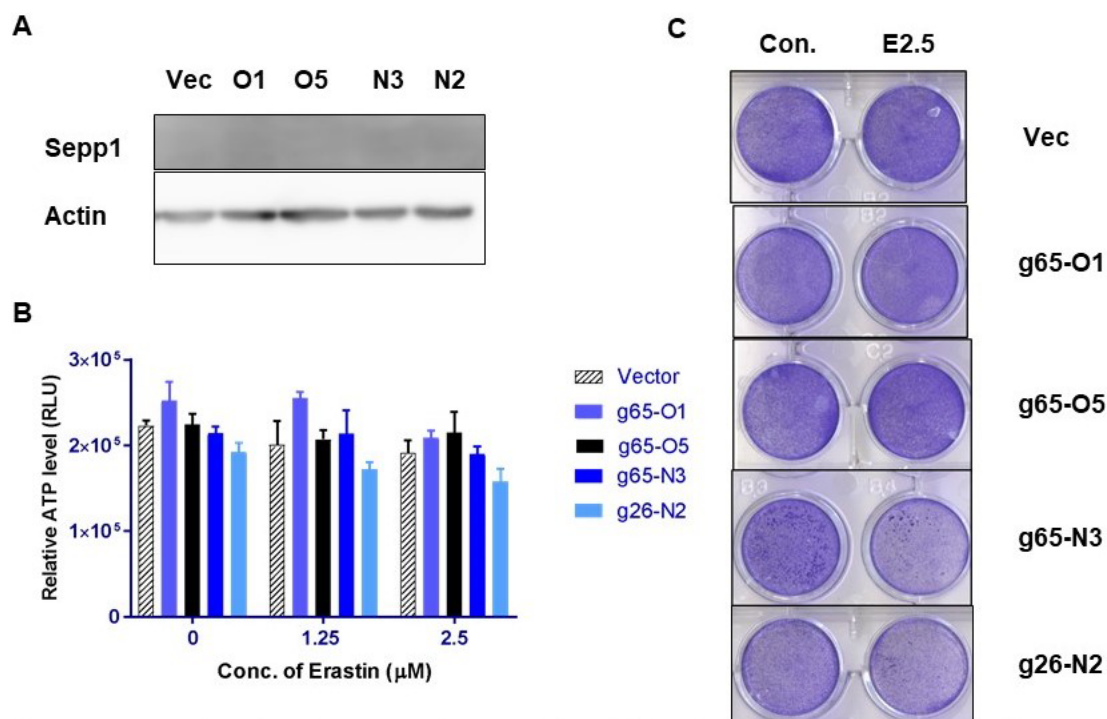 A
Vec O1 O5 N3 N2
Sepp1
Actin
B
3×10⁵
2×10⁵
1×10⁵
0
Relative ATP level (RLU)
0 1.25 2.5
Conc. of Erastin (μM)
Vector
g65-O1
g65-O5
g65-N3
g26-N2
C
Con. E2.5
Vec
B2
g65-O1
C2
g65-O5
B3 B4
g65-N3
g26-N2